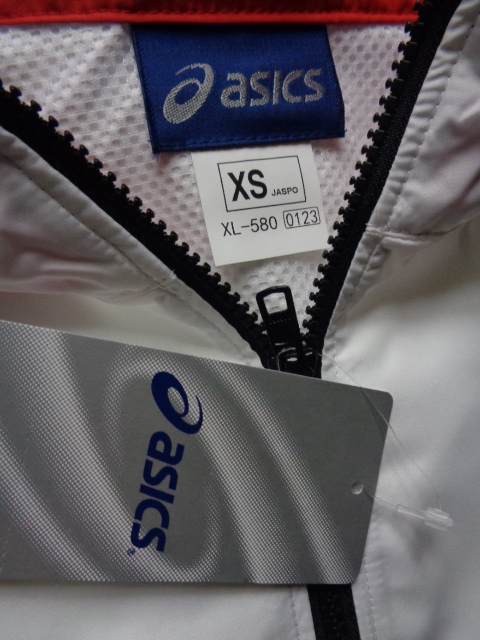 asics
XS JASPO
XL-580 0123
asics®